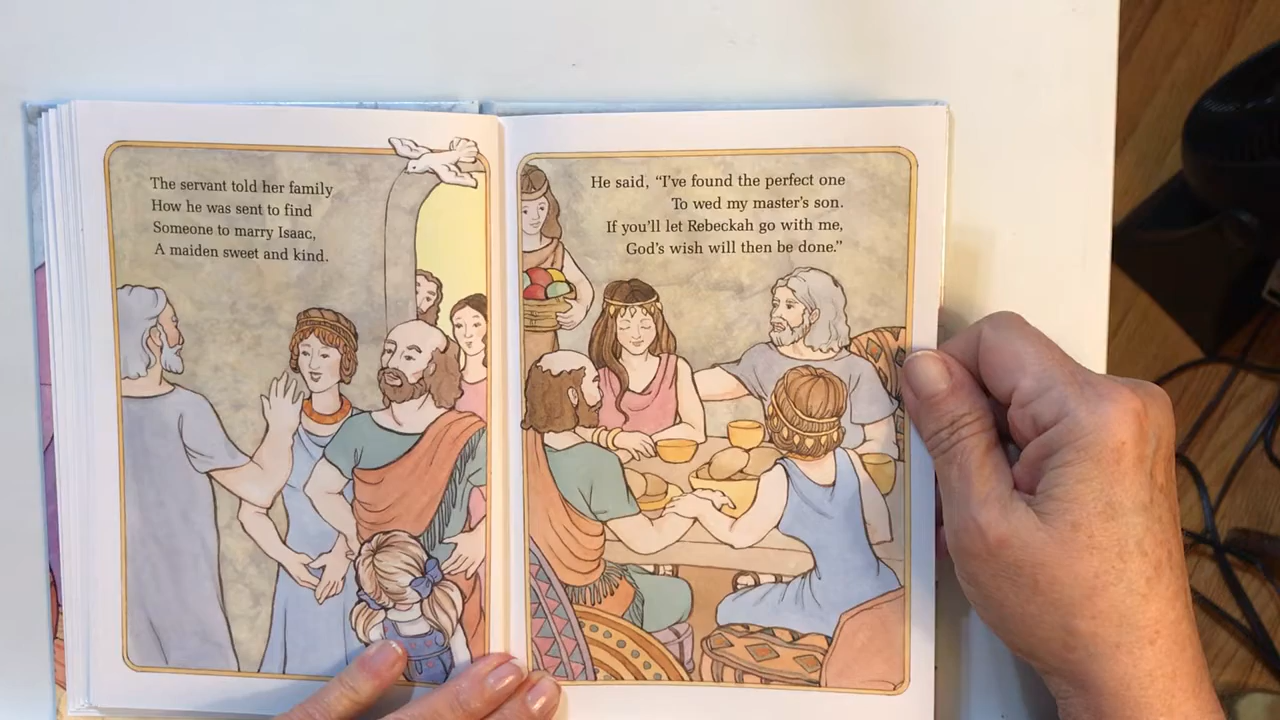 The servant told her family
How he was sent to find
Someone to marry Isaac,
A maiden sweet and kind.
He said, “I’ve found the perfect one
To wed my master’s son.
If you’ll let Rebeckah go with me,
God’s wish will then be done.”